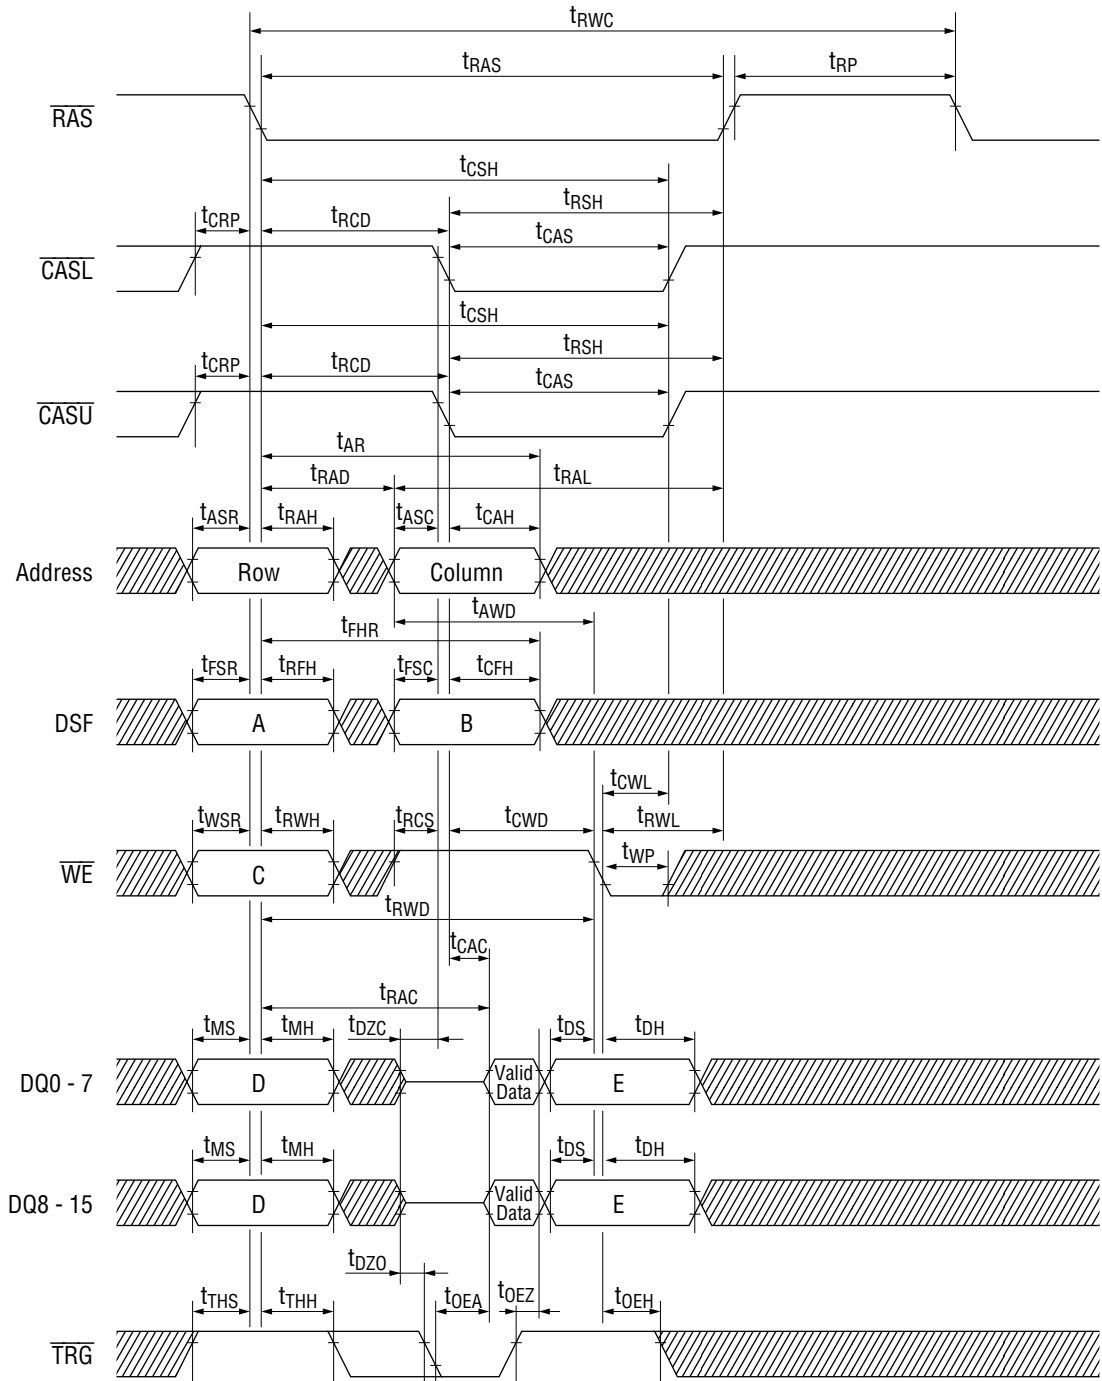 tRWC
tRAS
tRP
RAS
tCSH
tRSH
tCRP
tRCD
tCAS
CASL
tCSH
tRSH
tCRP
tRCD
tCAS
CASU
tAR
tRAD
tRAL
tASR
tRAH
tASC
tCAH
Address
Row
Column
tAWD
tFHR
tFSR
tRFH
tFSC
tCFH
DSF
A
B
tCWL
tWSR
tRWH
tRCS
tCWD
tRWL
tWP
WE
C
tRWD
tCAC
tRAC
tMS
tMH
tDZC
tDS
tDH
DQ0 - 7
D
Valid
Data
E
tMS
tMH
tDS
tDH
DQ8 - 15
D
Valid
Data
E
tDZO
tTHS
tTHH
tOEA
tOEZ
tOEH
TRG